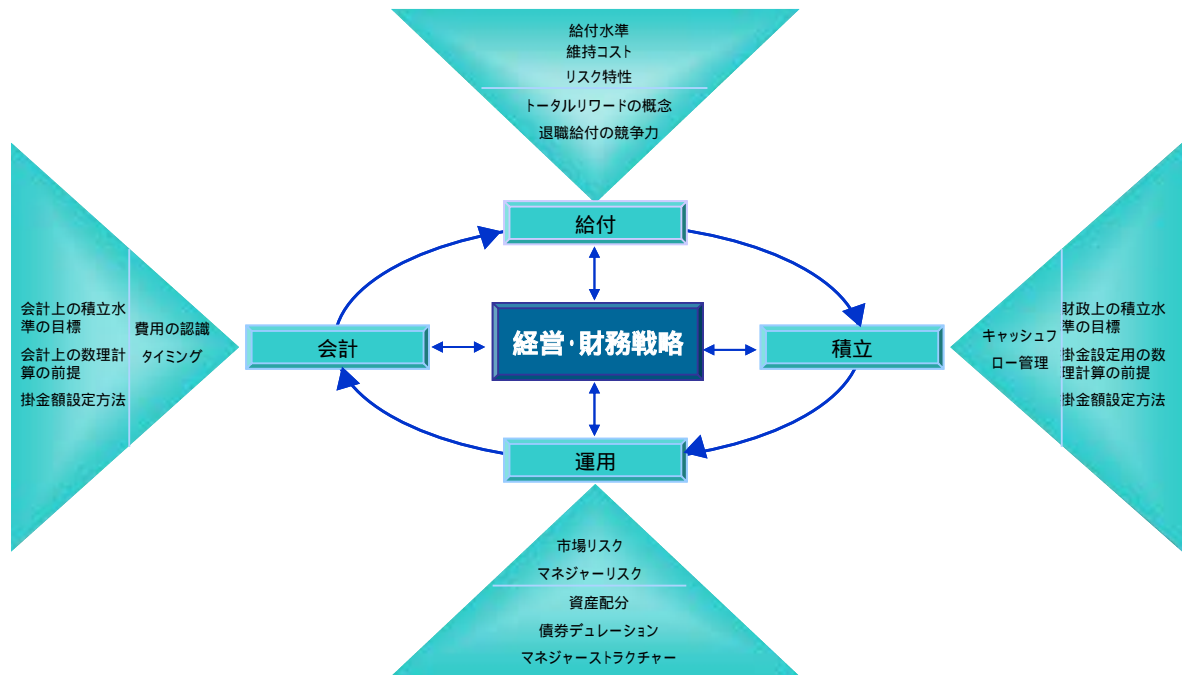 給付水準
維持コスト
リスク特性
トータルリワードの概念
退職給付の競争力
給付
会計上の積立水
準の目標
会計上の数理計
算の前提
掛金額設定方法
費用の認識
タイミング
会計
経営・財務戦略
積立
キャッシュフ
ロー管理
財政上の積立水
準の目標
掛金設定用の数
理計算の前提
掛金額設定方法
運用
市場リスク
マネジャーリスク
資産配分
債券デュレーション
マネジャーストラクチャー